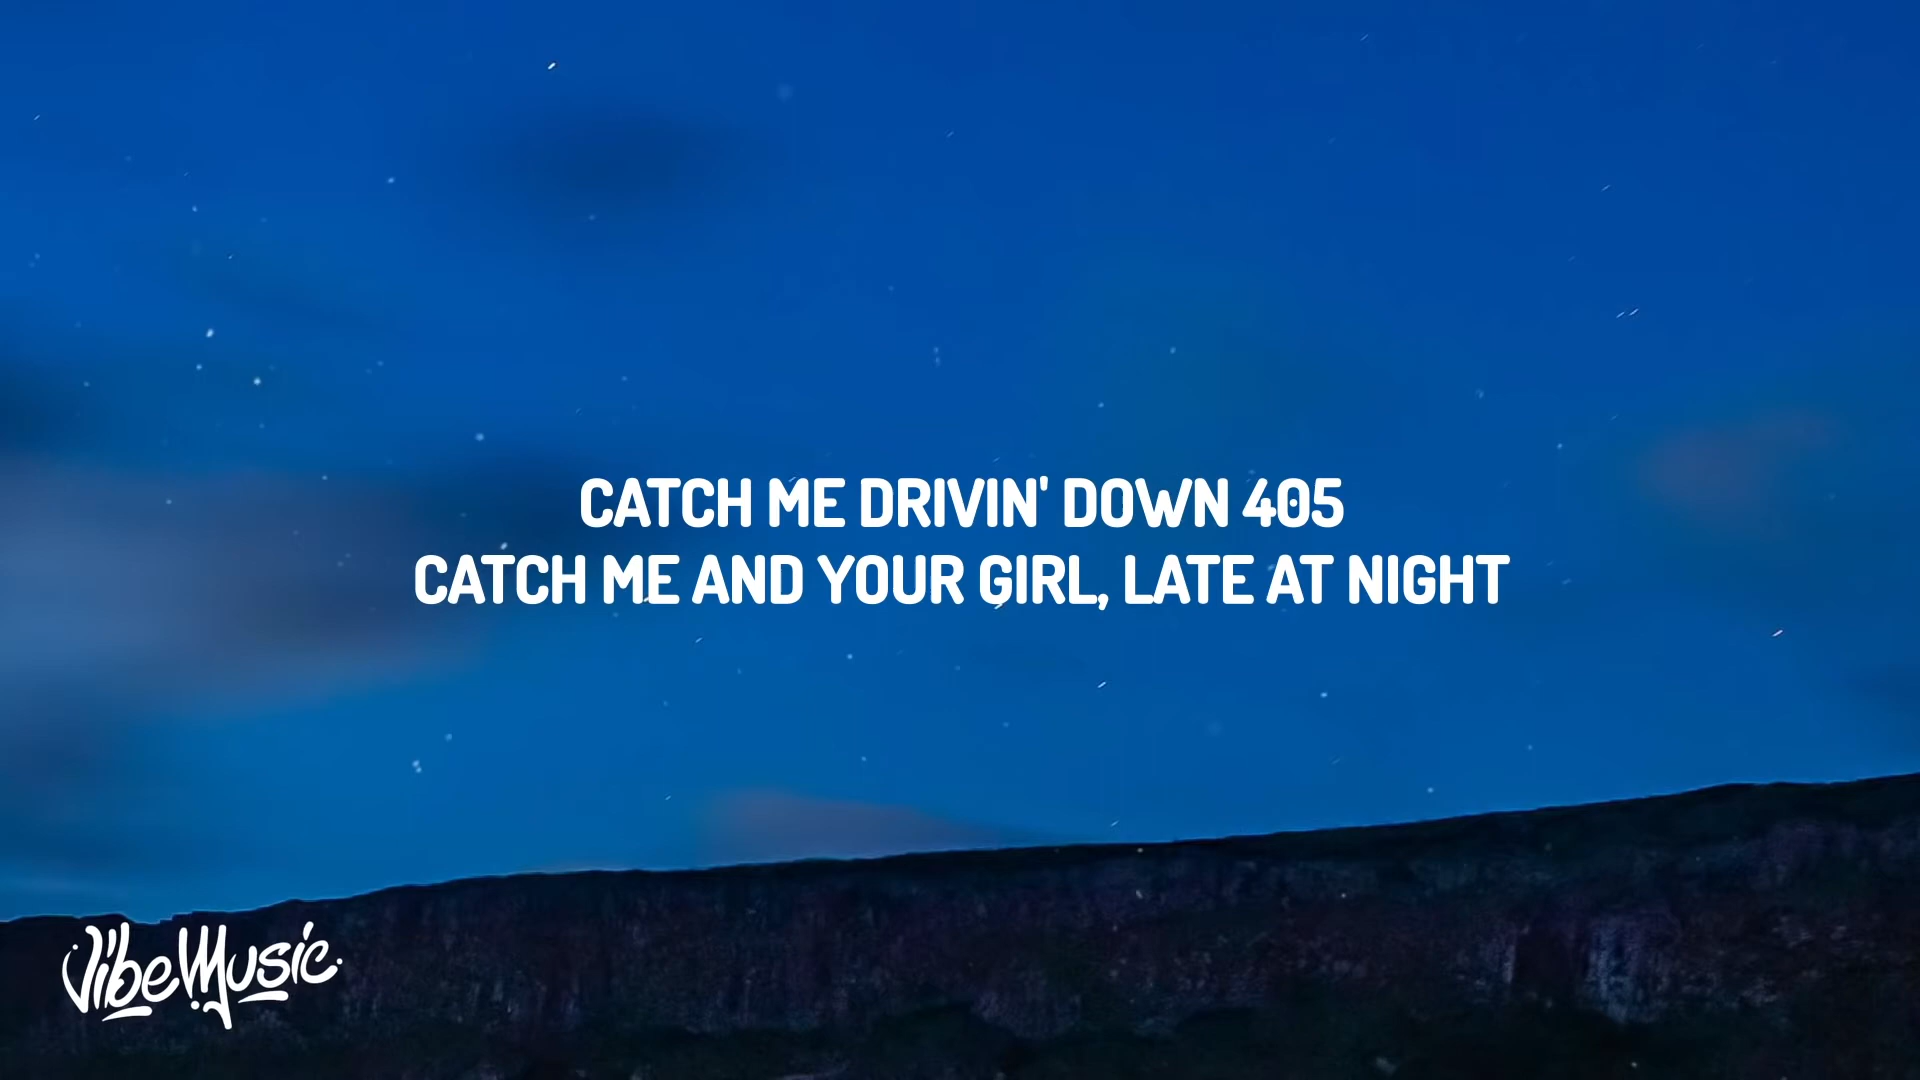 CATCH ME DRIVIN' DOWN 405
CATCH ME AND YOUR GIRL, LATE AT NIGHT
VibeMusic